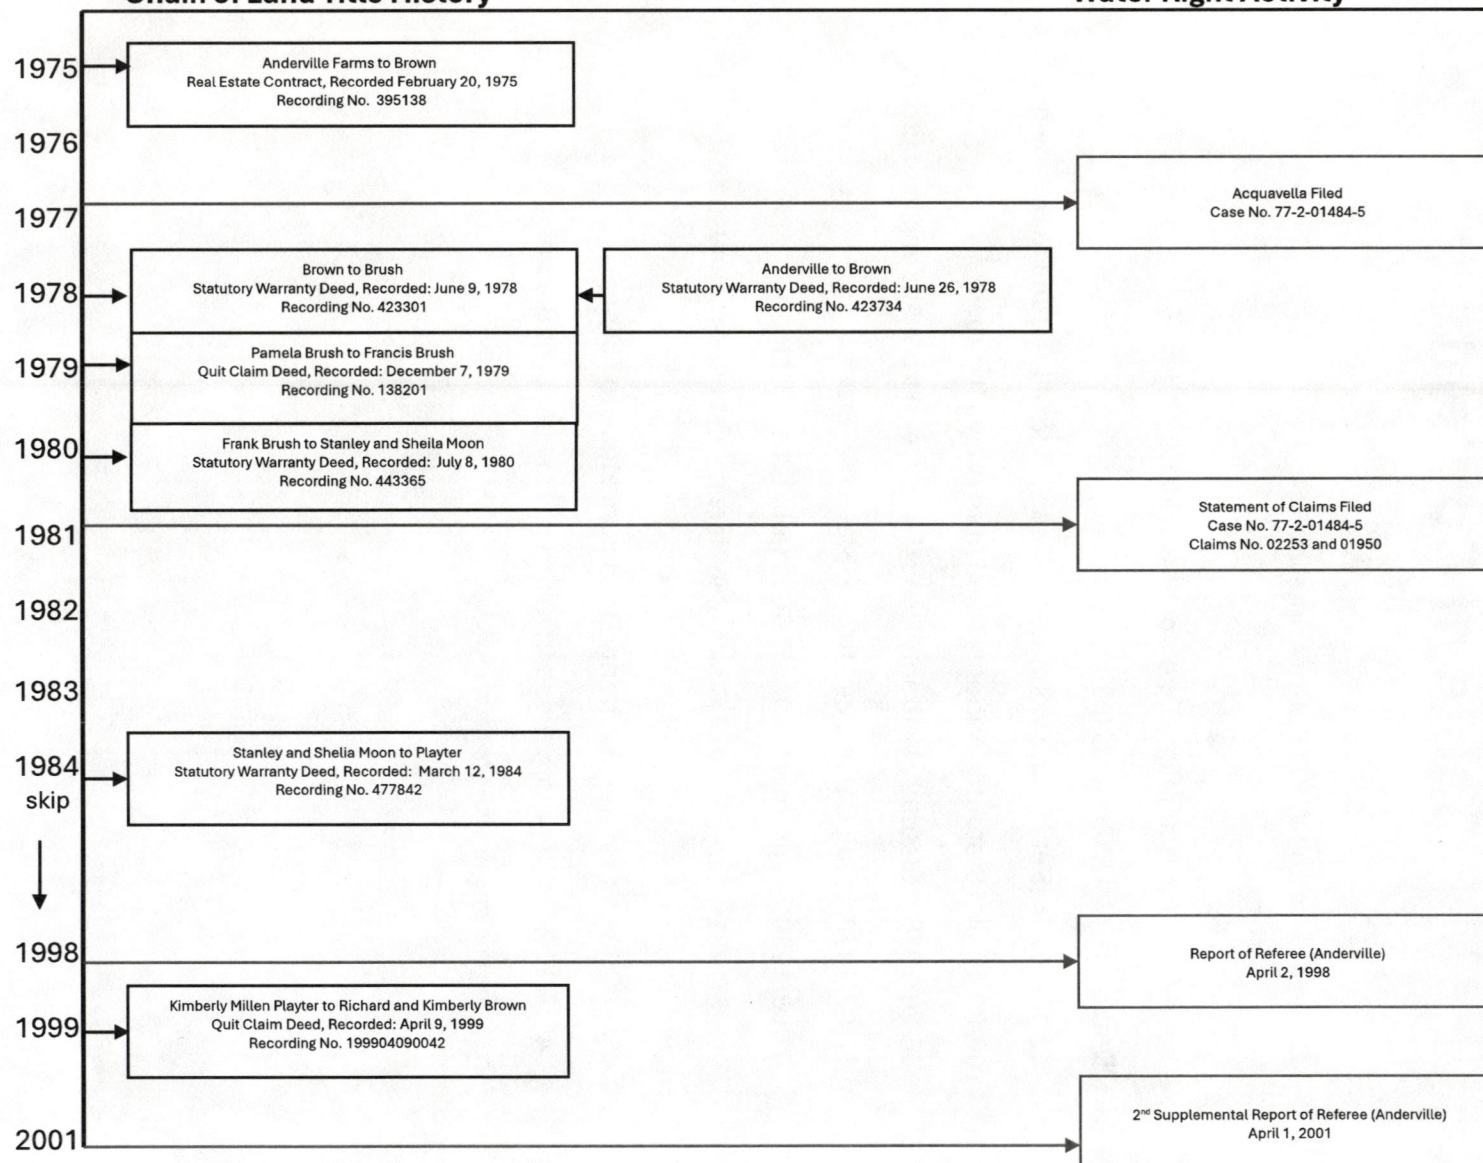 Chain of Land Title History
Water Right Activity
1975
Anderville Farms to Brown
Real Estate Contract, Recorded February 20, 1975
Recording No. 395138
1976
Acquavella Filed
Case No. 77-2-01484-5
1977
Brown to Brush
Statutory Warranty Deed, Recorded: June 9, 1978
Recording No. 423301
Anderville to Brown
Statutory Warranty Deed, Recorded: June 26, 1978
Recording No. 423734
1978
Pamela Brush to Francis Brush
Quit Claim Deed, Recorded: December 7, 1979
Recording No. 138201
1979
Frank Brush to Stanley and Sheila Moon
Statutory Warranty Deed, Recorded: July 8, 1980
Recording No. 443365
1980
Statement of Claims Filed
Case No. 77-2-01484-5
Claims No. 02253 and 01950
1981
1982
1983
Stanley and Shelia Moon to Playter
Statutory Warranty Deed, Recorded: March 12, 1984
Recording No. 477842
1984
skip
Report of Referee (Anderville)
April 2, 1998
1998
Kimberly Millen Playter to Richard and Kimberly Brown
Quit Claim Deed, Recorded: April 9, 1999
Recording No. 199904090042
1999
2nd Supplemental Report of Referee (Anderville)
April 1, 2001
2001